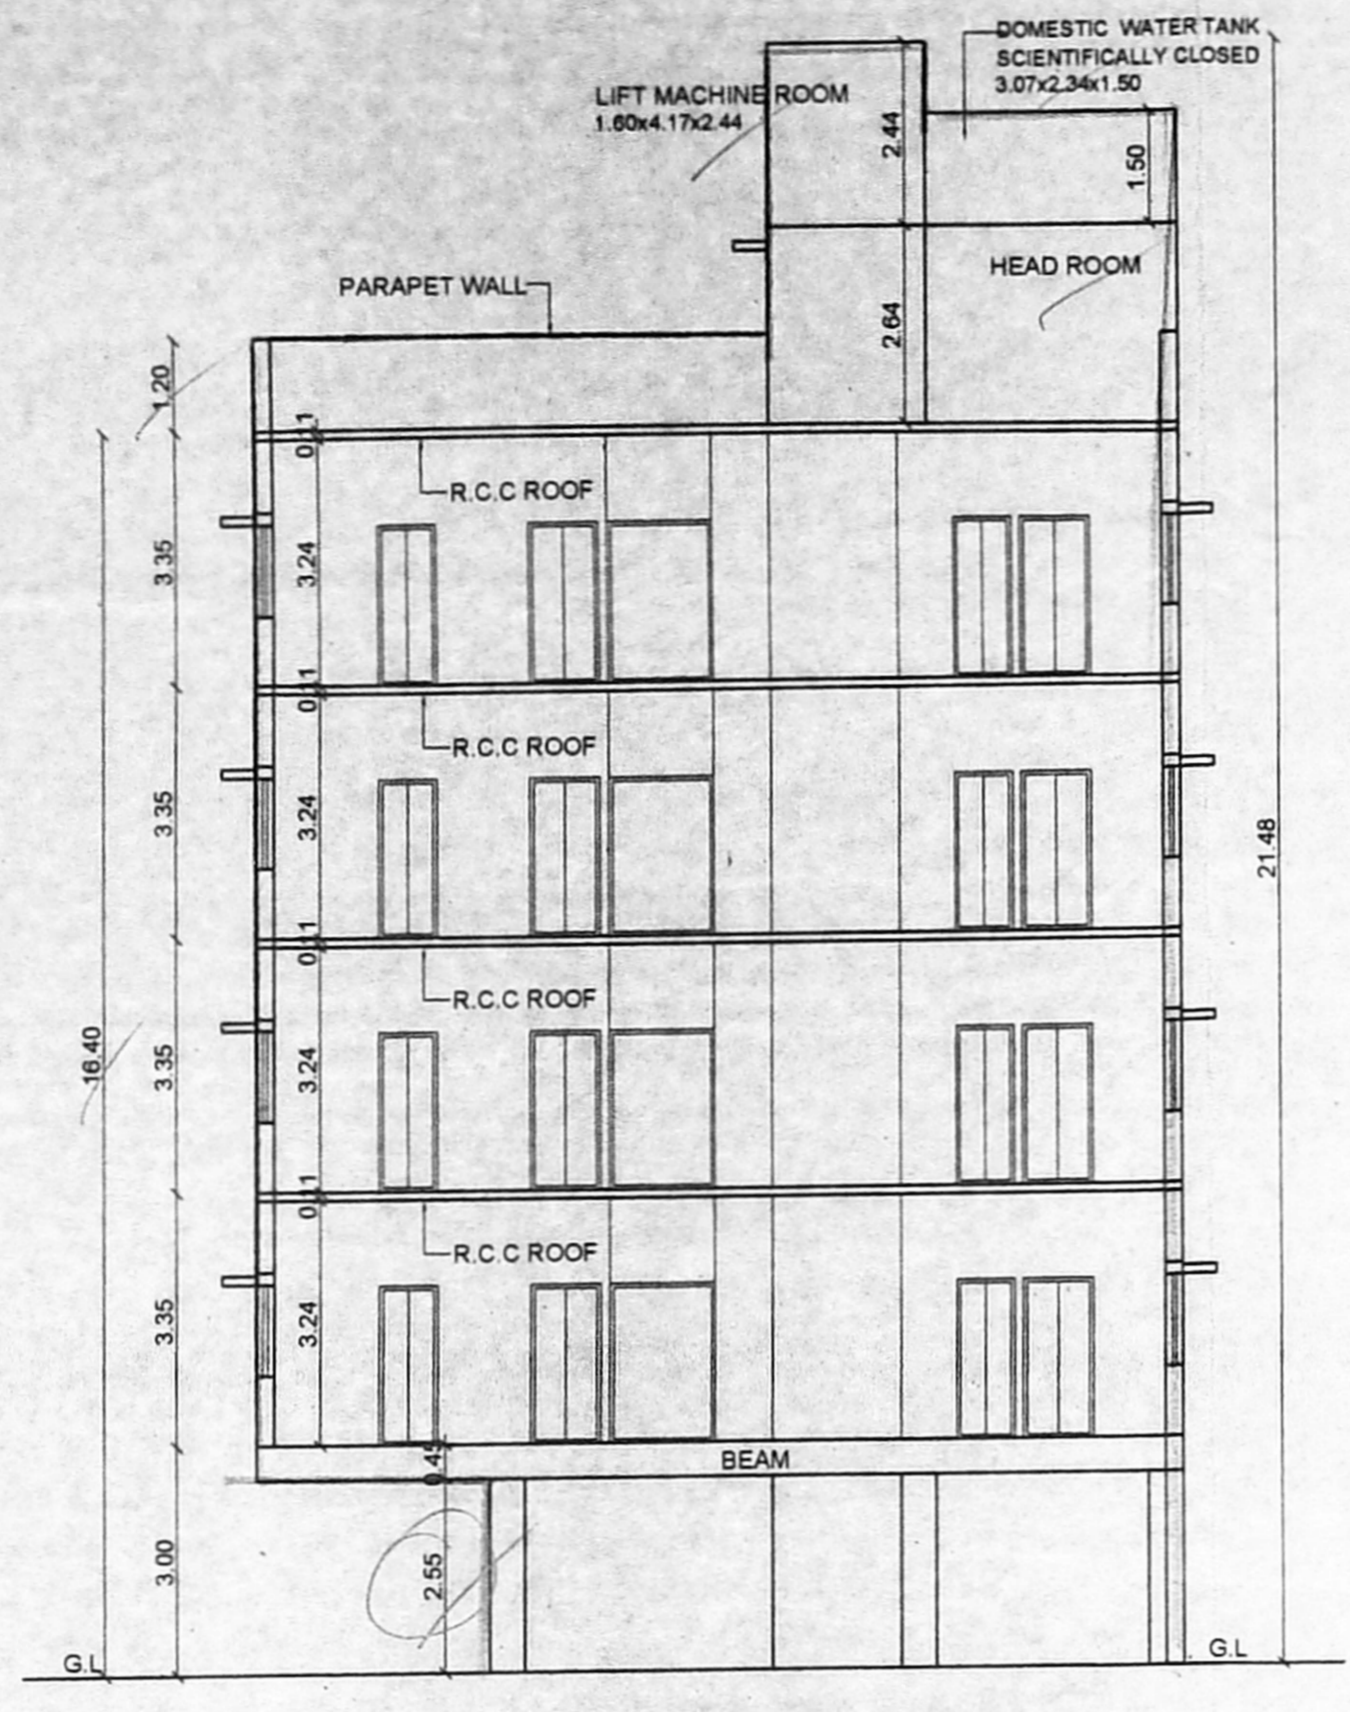 DOMESTIC WATER TANK
SCIENTIFICALLY CLOSED
3.07x2.34x1.50
LIFT MACHINE ROOM
1.60x4.17x2.44
2.44
1.50
HEAD ROOM
PARAPET WALL
2.64
1.20
0.11
R.C.C ROOF
3.35
3.24
0.11
R.C.C ROOF
3.35
3.24
21.48
0.11
R.C.C ROOF
16.40
3.35
3.24
0.11
R.C.C ROOF
3.35
3.24
0.45
BEAM
3.00
2.55
G.L
G.L